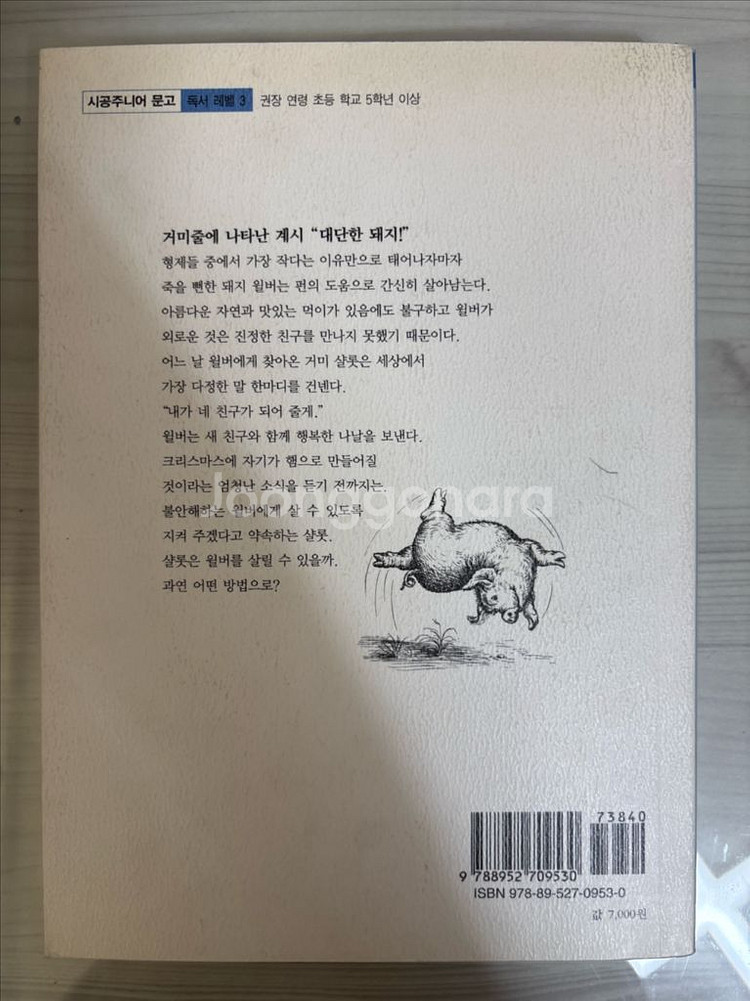 시공주니어 문고 독서 레벨 3 권장 연령 초등 학교 5학년 이상
거미줄에 나타난 계시 “대단한 돼지!”
형제들 중에서 가장 작다는 이유만으로 태어나자마자
죽을 뻔한 돼지 윌버는 펀의 도움으로 간신히 살아남는다.
아름다운 자연과 맛있는 먹이가 있음에도 불구하고 윌버가
외로운 것은 진정한 친구를 만나지 못했기 때문이다.
어느 날 윌버에게 찾아온 거미 샬롯은 세상에서
가장 다정한 말 한마디를 건넨다.
“내가 네 친구가 되어 줄게.”
윌버는 새 친구와 함께 행복한 나날을 보낸다.
크리스마스에 자기가 햄으로 만들어질
것이라는 엄청난 소식을 듣기 전까지는.
불안해하는 윌버에게 살 수 있도록
지켜 주겠다고 약속하는 샬롯.
샬롯은 윌버를 살릴 수 있을까.
과연 어떤 방법으로?
Joonggonara
73840
9 788952 709530
ISBN 978-89-527-0953-0
값 7,000원